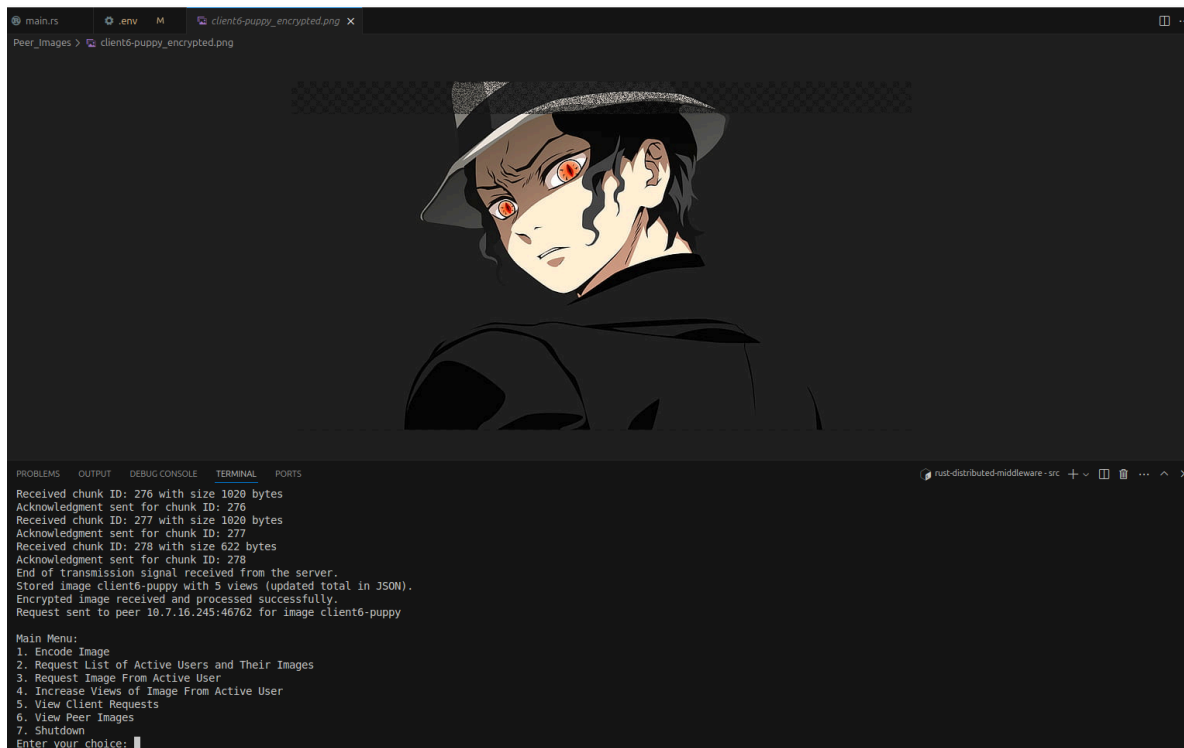 main.rs .env M client6-puppy_encrypted.png
Peer_Images > client6-puppy_encrypted.png
PROBLEMS OUTPUT DEBUG CONSOLE TERMINAL PORTS rust-distributed-middleware - src
Received chunk ID: 276 with size 1020 bytes
Acknowledgment sent for chunk ID: 276
Received chunk ID: 277 with size 1020 bytes
Acknowledgment sent for chunk ID: 277
Received chunk ID: 278 with size 622 bytes
Acknowledgment sent for chunk ID: 278
End of transmission signal received from the server.
Stored image client6-puppy with 5 views (updated total in JSON).
Encrypted image received and processed successfully.
Request sent to peer 10.7.16.245:46762 for image client6-puppy
Main Menu:
1. Encode Image
2. Request List of Active Users and Their Images
3. Request Image From Active User
4. Increase Views of Image From Active User
5. View Client Requests
6. View Peer Images
7. Shutdown
Enter your choice: